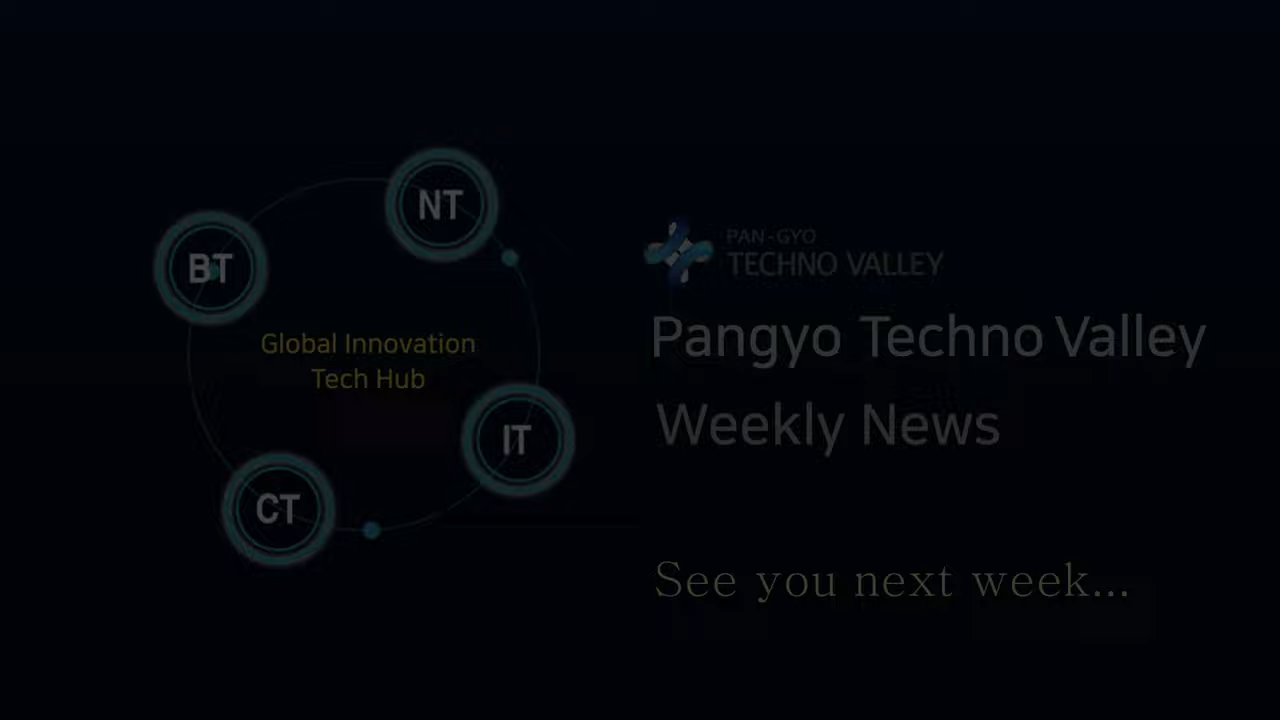 NT
BT
Global Innovation
Tech Hub
IT
CT
PAN-GYO
TECHNO VALLEY
Pangyo Techno Valley
Weekly News
See you next week...